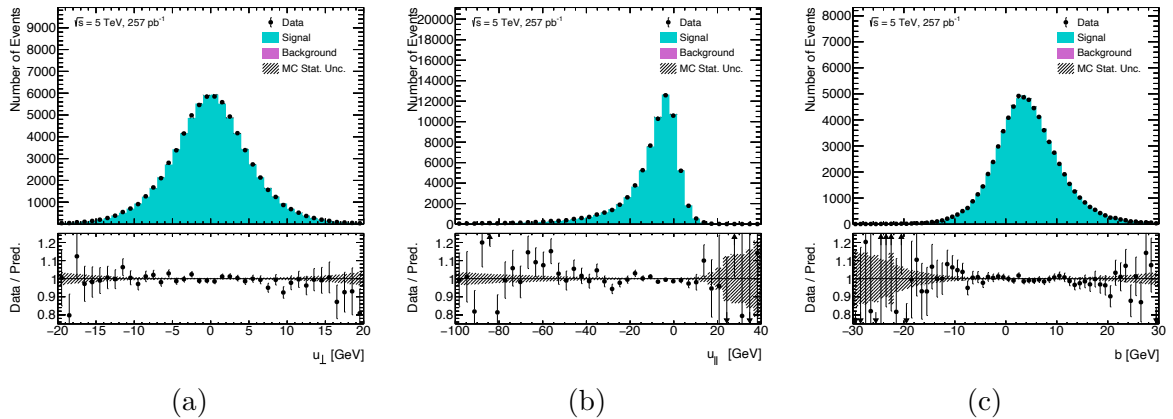 Number of Events
9000
8000
7000
6000
5000
4000
3000
2000
1000
√s = 5 TeV, 257 pb⁻¹
Data
Signal
Background
MC Stat. Unc.
Data / Pred.
1.2
1.1
1
0.9
0.8
−20 −15 −10 −5 0 5 10 15 20
u⊥ [GeV]
(a)
Number of Events
20000
18000
16000
14000
12000
10000
8000
6000
4000
2000
0
√s = 5 TeV, 257 pb⁻¹
Data
Signal
Background
MC Stat. Unc.
Data / Pred.
1.2
1.1
1
0.9
0.8
−100 −80 −60 −40 −20 0 20 40
u∥ [GeV]
(b)
Number of Events
8000
7000
6000
5000
4000
3000
2000
1000
0
√s = 5 TeV, 257 pb⁻¹
Data
Signal
Background
MC Stat. Unc.
Data / Pred.
1.2
1.1
1
0.9
0.8
−30 −20 −10 0 10 20 30
b [GeV]
(c)